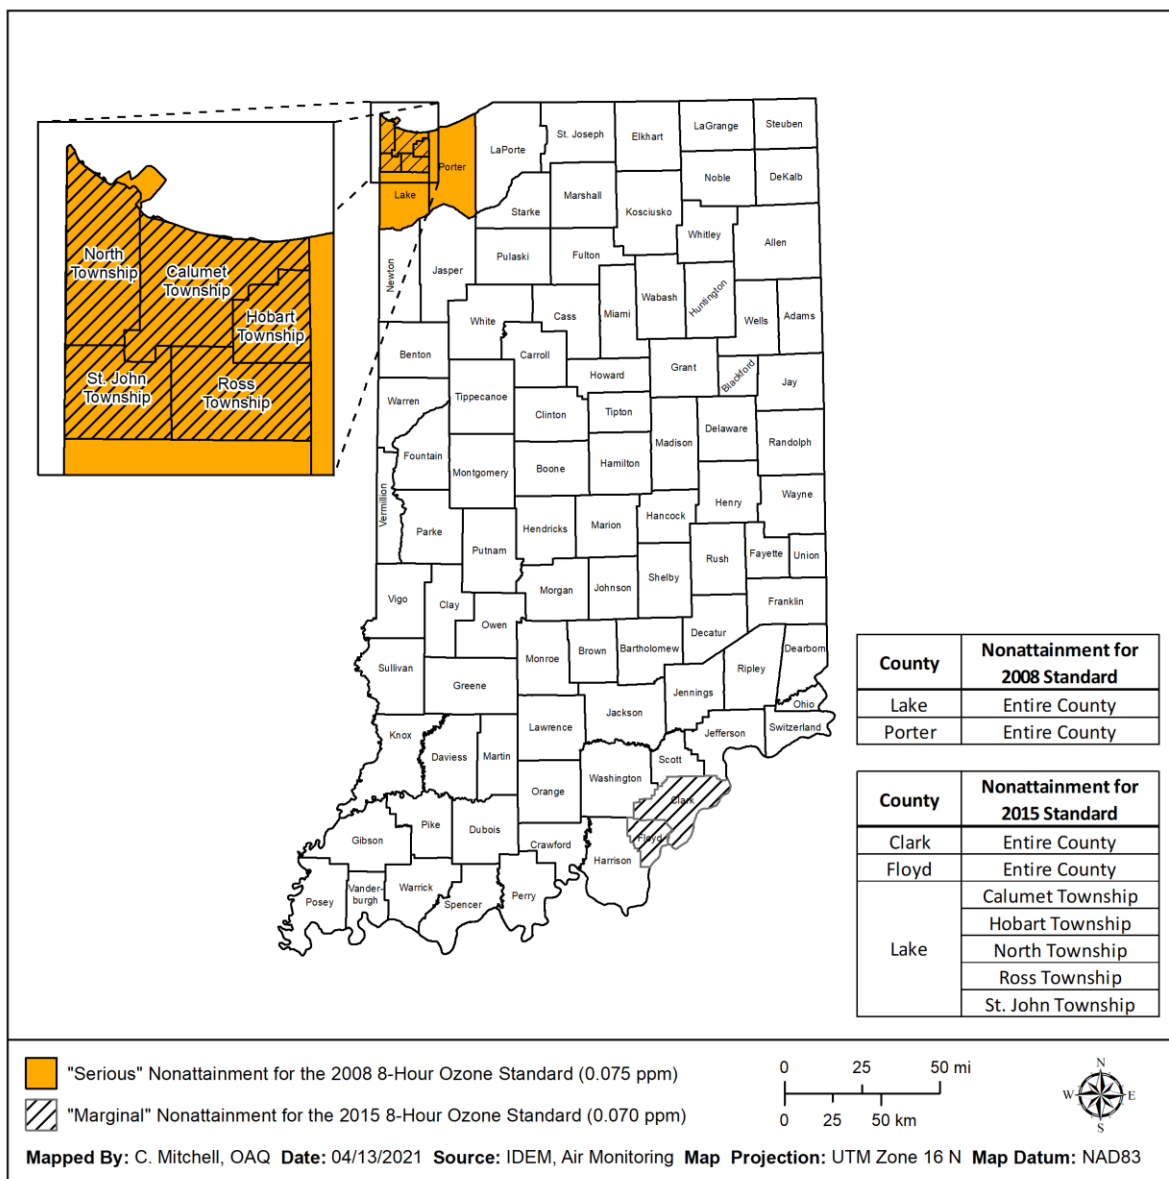 LaPorte
St. Joseph
Elkhart
LaGrange
Steuben
Porter
Lake
Starke
Marshall
Kosciusko
Noble
DeKalb
Whitley
Allen
North
Township
Calumet
Township
Hobart
Township
St. John
Township
Ross
Township
Newton
Jasper
Pulaski
Fulton
Wabash
Huntington
Miami
Wells
Adams
White
Cass
Benton
Carroll
Howard
Grant
Blackford
Jay
Warren
Tippecanoe
Clinton
Tipton
Delaware
Randolph
Madison
Fountain
Montgomery
Boone
Hamilton
Henry
Wayne
Vermillion
Parke
Putnam
Hendricks
Marion
Hancock
Rush
Fayette
Union
Vigo
Clay
Owen
Morgan
Johnson
Shelby
Franklin
Decatur
Sullivan
Greene
Monroe
Brown
Bartholomew
Ripley
Dearborn
Jennings
Ohio
Switzerland
Jefferson
Knox
Daviess
Martin
Lawrence
Jackson
Scott
Washington
Orange
Clark
Floyd
Gibson
Pike
Dubois
Crawford
Harrison
Posey
Vander-
burgh
Warrick
Spencer
Perry
County Nonattainment for
2008 Standard
Lake Entire County
Porter Entire County
County Nonattainment for
2015 Standard
Clark Entire County
Floyd Entire County
Lake Calumet Township
Hobart Township
North Township
Ross Township
St. John Township
"Serious" Nonattainment for the 2008 8-Hour Ozone Standard (0.075 ppm)
"Marginal" Nonattainment for the 2015 8-Hour Ozone Standard (0.070 ppm)
0 25 50 mi
0 25 50 km
N
W E
S
Mapped By: C. Mitchell, OAQ Date: 04/13/2021 Source: IDEM, Air Monitoring Map Projection: UTM Zone 16 N Map Datum: NAD83